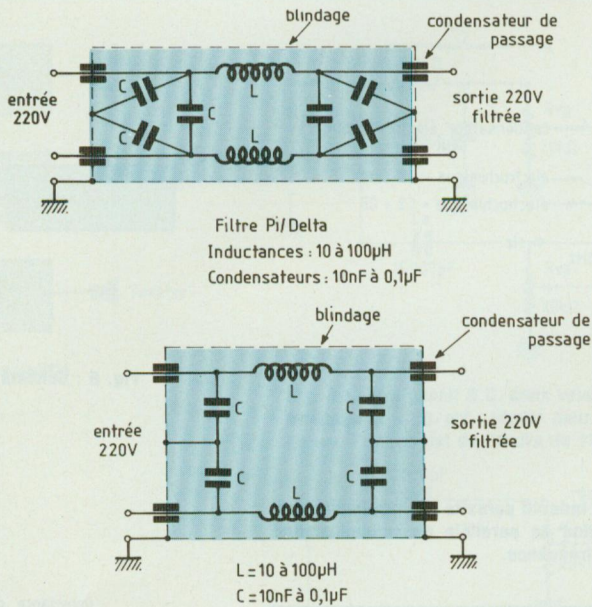 blindage
condensateur de
passage
entrée
220V
C
C
C
L
L
sortie 220V
filtrée
Filtre Pi/Delta
Inductances : 10 à 100µH
Condensateurs : 10nF à 0,1µF
blindage
condensateur de
passage
entrée
220V
L
C
C
C
C
L
sortie 220V
filtrée
L = 10 à 100µH
C = 10nF à 0,1µF